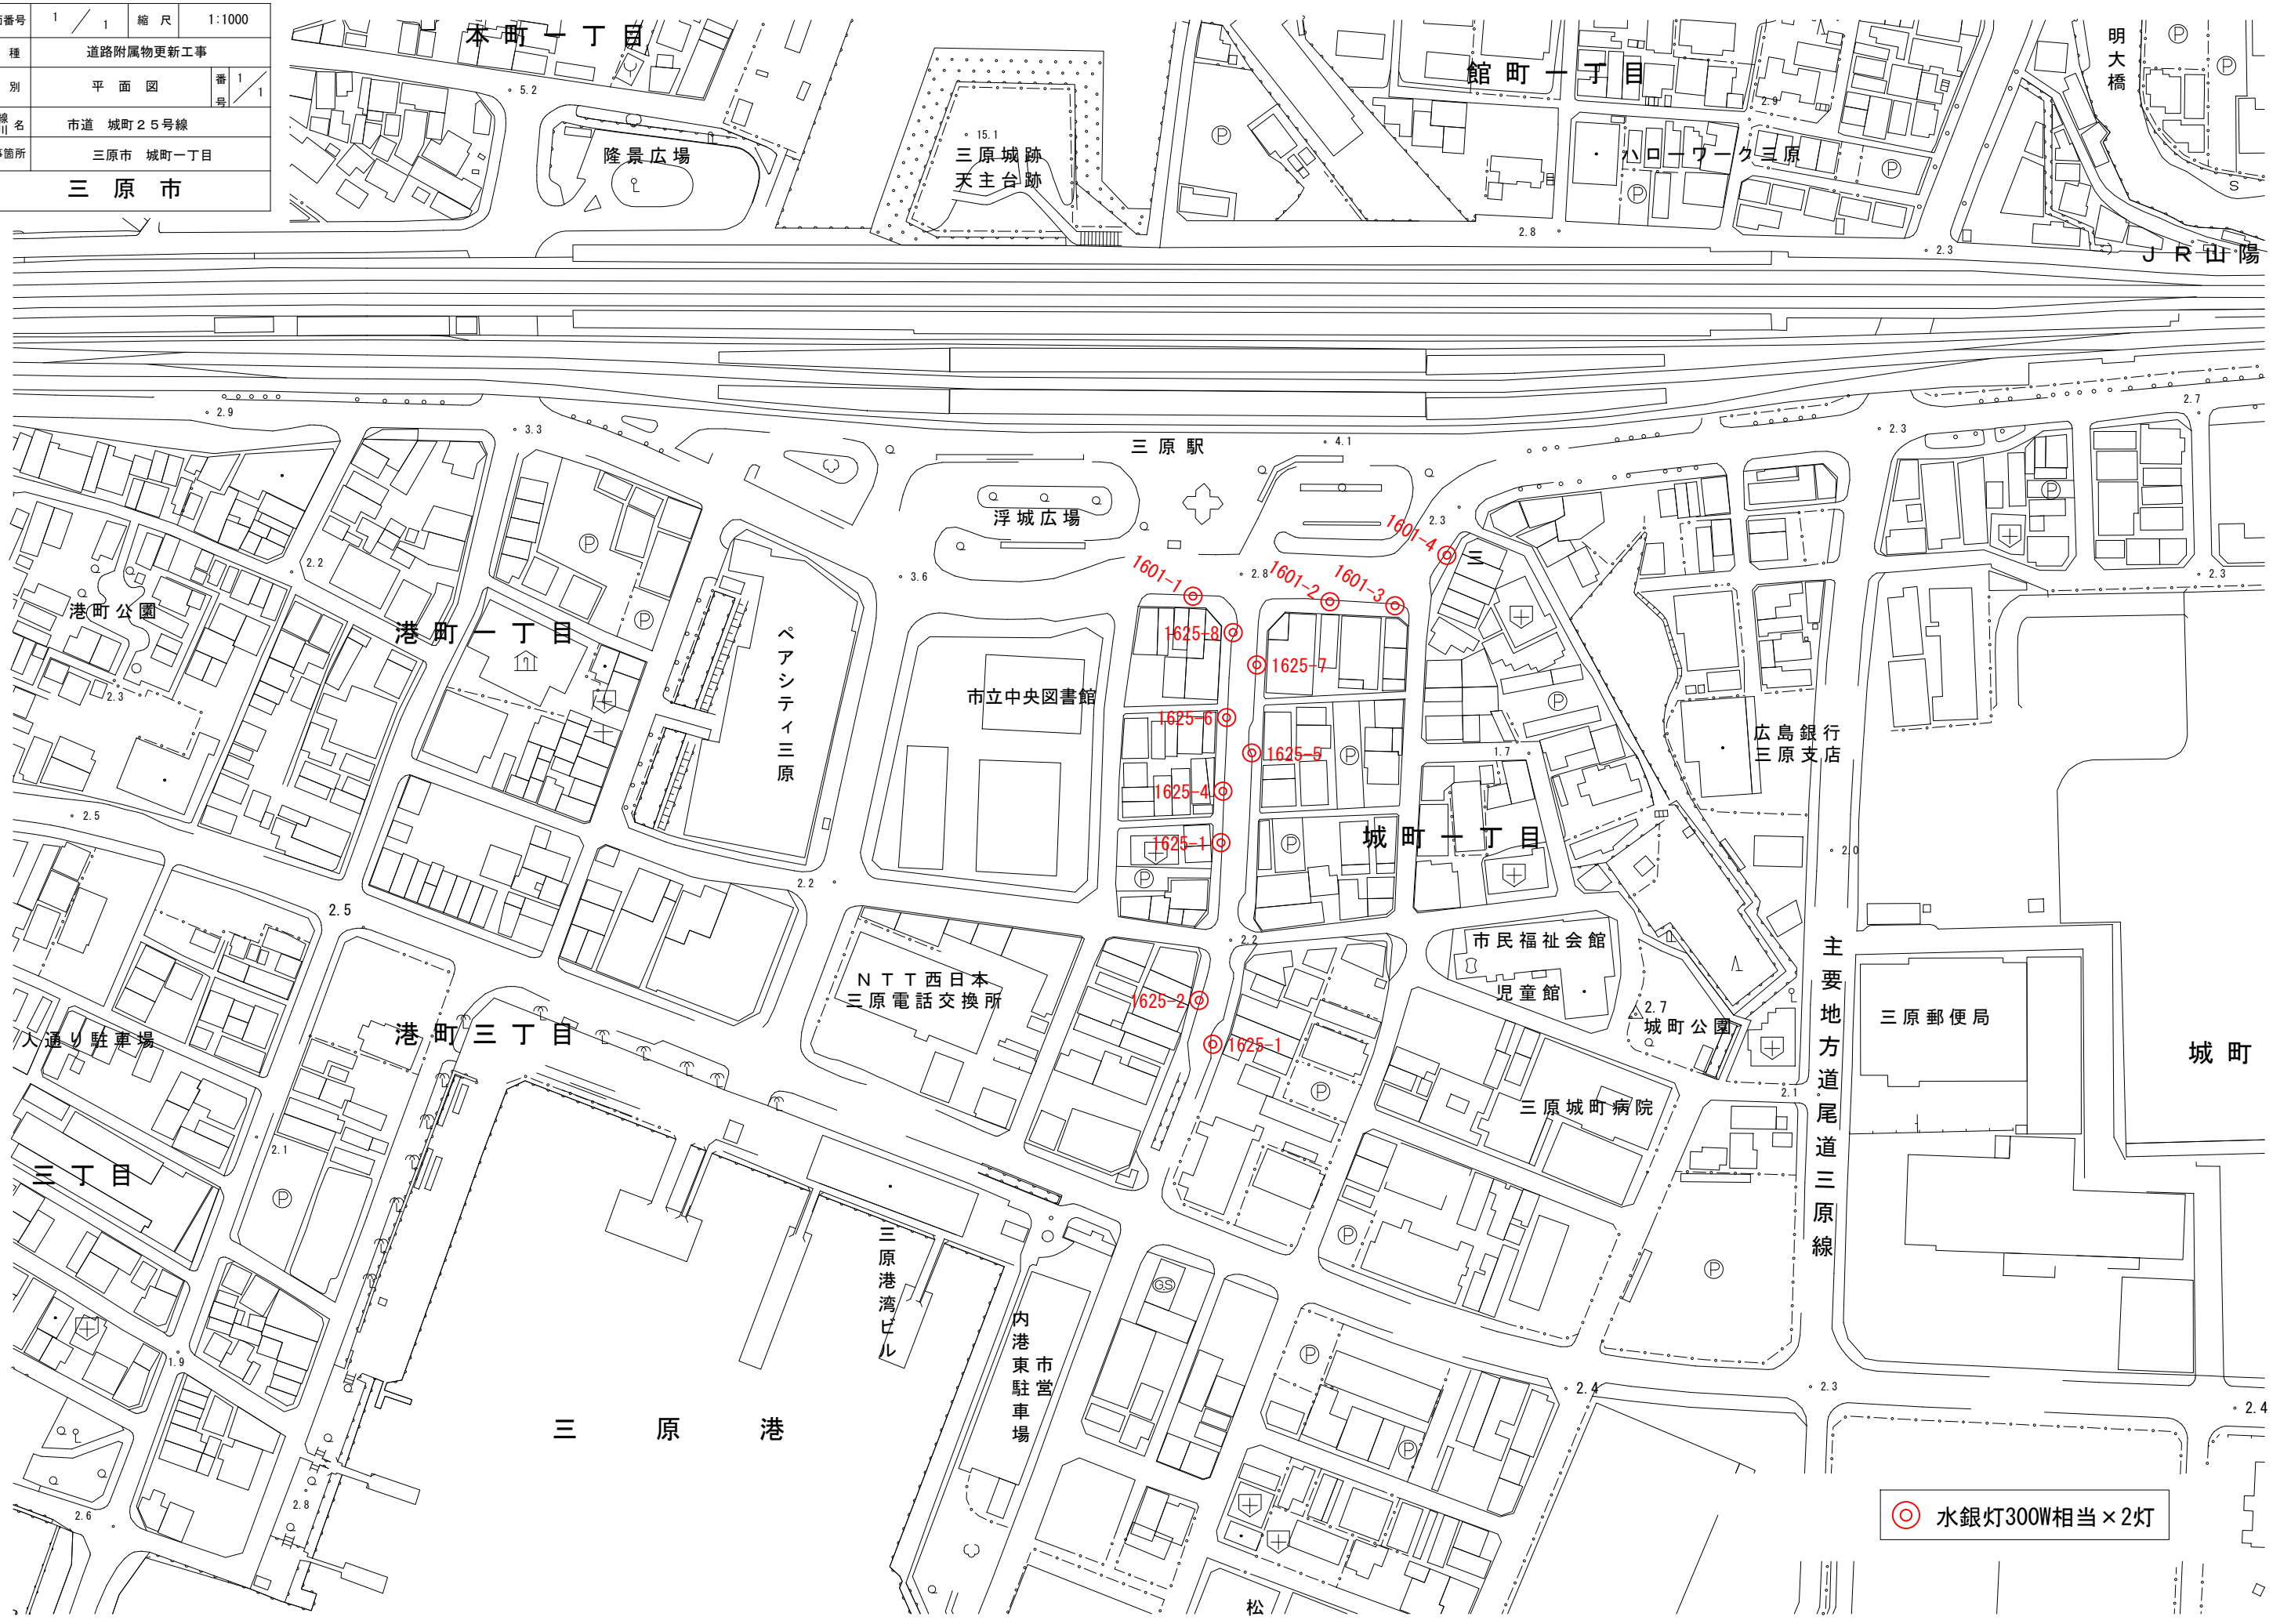 番号 1/1 縮尺 1:1000
種 道路附属物更新工事
別 平面図 番号 1/1
名 市道 城町25号線
箇所 三原市 城町一丁目
三原市
本町一丁目
館町一丁目
明大橋
5.2
15.1
2.9
隆景広場
三原城跡
天主台跡
ハローワーク三原
2.8
2.3
JR山陽
2.9
3.3
三原駅
4.1
2.3
2.7
浮城広場
2.3
1601-4
三
2.2
3.6
1601-1
2.8
1601-2
1601-3
2.3
港町公園
港町一丁目
ペアシティ三原
1625-8
1625-7
2.3
市立中央図書館
1625-6
1625-5
1.7
広島銀行
三原支店
1625-4
2.5
1625-1
城町一丁目
2.0
2.2
2.5
2.2
市民福祉会館
児童館
主要地方道尾道三原線
NTT西日本
三原電話交換所
1625-2
2.7
城町公園
三原郵便局
人通り駐車場
港町三丁目
1625-1
城町
2.1
三原城町病院
2.1
三丁目
三原港湾ビル
GS
市営
内港東駐車場
1.9
2.4
2.3
2.4
三原港
2.8
2.6
水銀灯300W相当×2灯
松